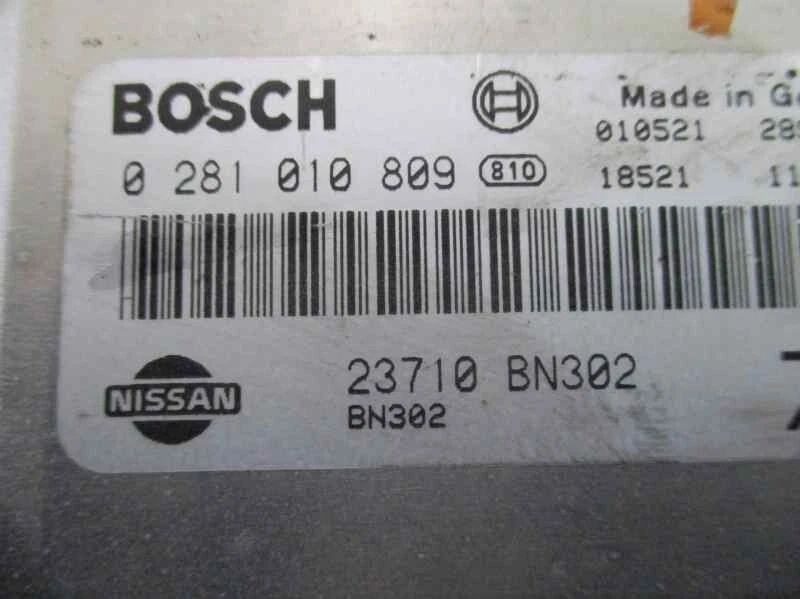 BOSCH
Made in
010521
0 281 010 809 810
18521
NISSAN
23710 BN302
BN302